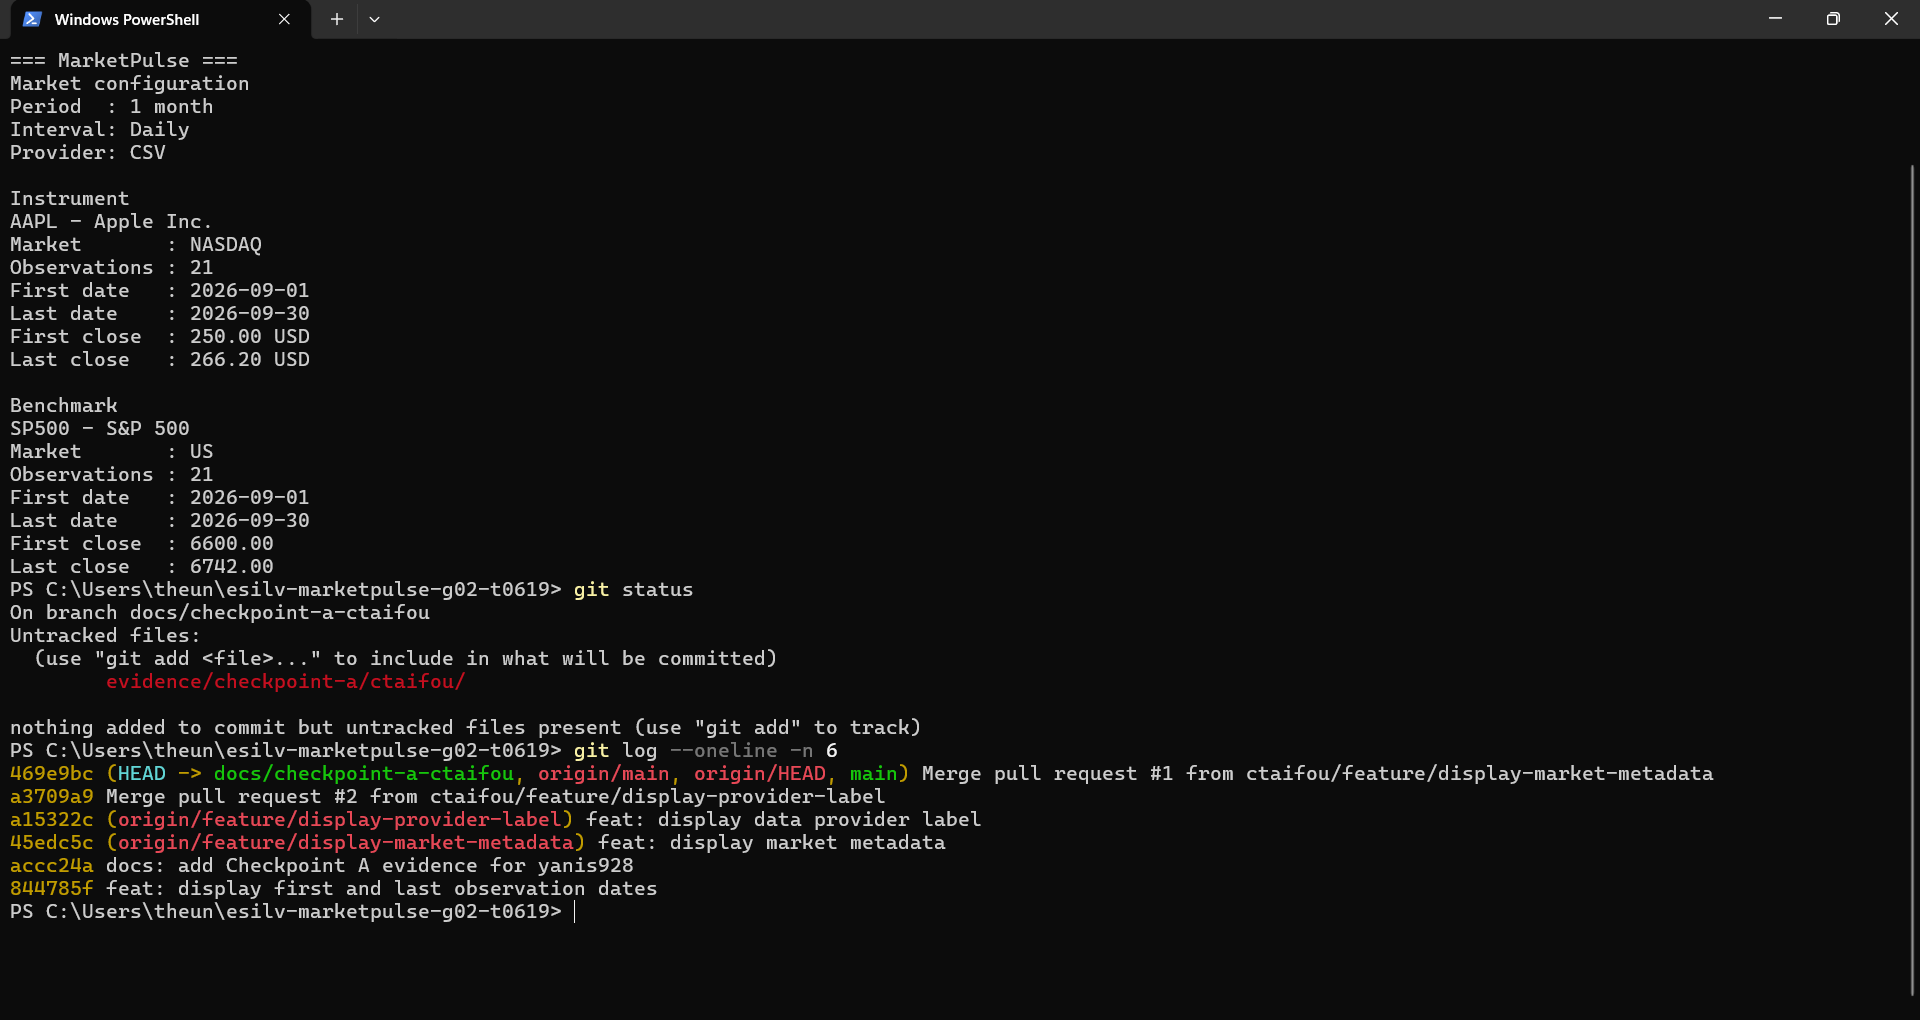 Windows PowerShell
=== MarketPulse ===
Market configuration
Period  : 1 month
Interval: Daily
Provider: CSV
Instrument
AAPL - Apple Inc.
Market       : NASDAQ
Observations : 21
First date   : 2026-09-01
Last date    : 2026-09-30
First close  : 250.00 USD
Last close   : 266.20 USD
Benchmark
SP500 - S&P 500
Market       : US
Observations : 21
First date   : 2026-09-01
Last date    : 2026-09-30
First close  : 6600.00
Last close   : 6742.00
PS C:\Users\theun\esilv-marketpulse-g02-t0619> git status
On branch docs/checkpoint-a-ctaifou
Untracked files:
  (use "git add <file>..." to include in what will be committed)
        evidence/checkpoint-a/ctaifou/
nothing added to commit but untracked files present (use "git add" to track)
PS C:\Users\theun\esilv-marketpulse-g02-t0619> git log --oneline -n 6
469e9bc (HEAD -> docs/checkpoint-a-ctaifou, origin/main, origin/HEAD, main) Merge pull request #1 from ctaifou/feature/display-market-metadata
a3709a9 Merge pull request #2 from ctaifou/feature/display-provider-label
a15322c (origin/feature/display-provider-label) feat: display data provider label
45edc5c (origin/feature/display-market-metadata) feat: display market metadata
accc24a docs: add Checkpoint A evidence for yanis928
844785f feat: display first and last observation dates
PS C:\Users\theun\esilv-marketpulse-g02-t0619>